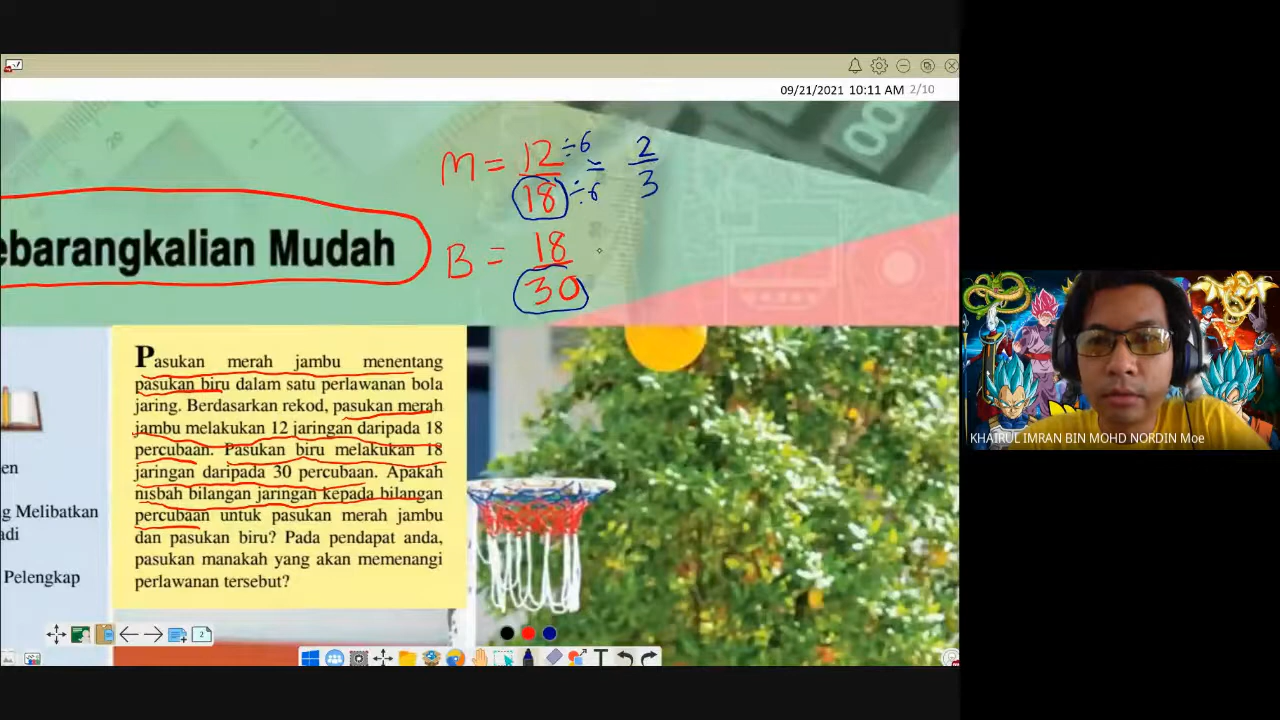 09/21/2021 10:11 AM 2/10
M = 12/18 ÷6 ÷6 = 2/3
B = 18/30
ebarangkalian Mudah
Pasukan merah jambu menentang
pasukan biru dalam satu perlawanan bola
jaring. Berdasarkan rekod, pasukan merah
jambu melakukan 12 jaringan daripada 18
percubaan. Pasukan biru melakukan 18
jaringan daripada 30 percubaan. Apakah
nisbah bilangan jaringan kepada bilangan
percubaan untuk pasukan merah jambu
dan pasukan biru? Pada pendapat anda,
pasukan manakah yang akan memenangi
perlawanan tersebut?
en
g Melibatkan
adi
Pelengkap
2
T
00
KHAIRUL IMRAN BIN MOHD NORDIN Moe